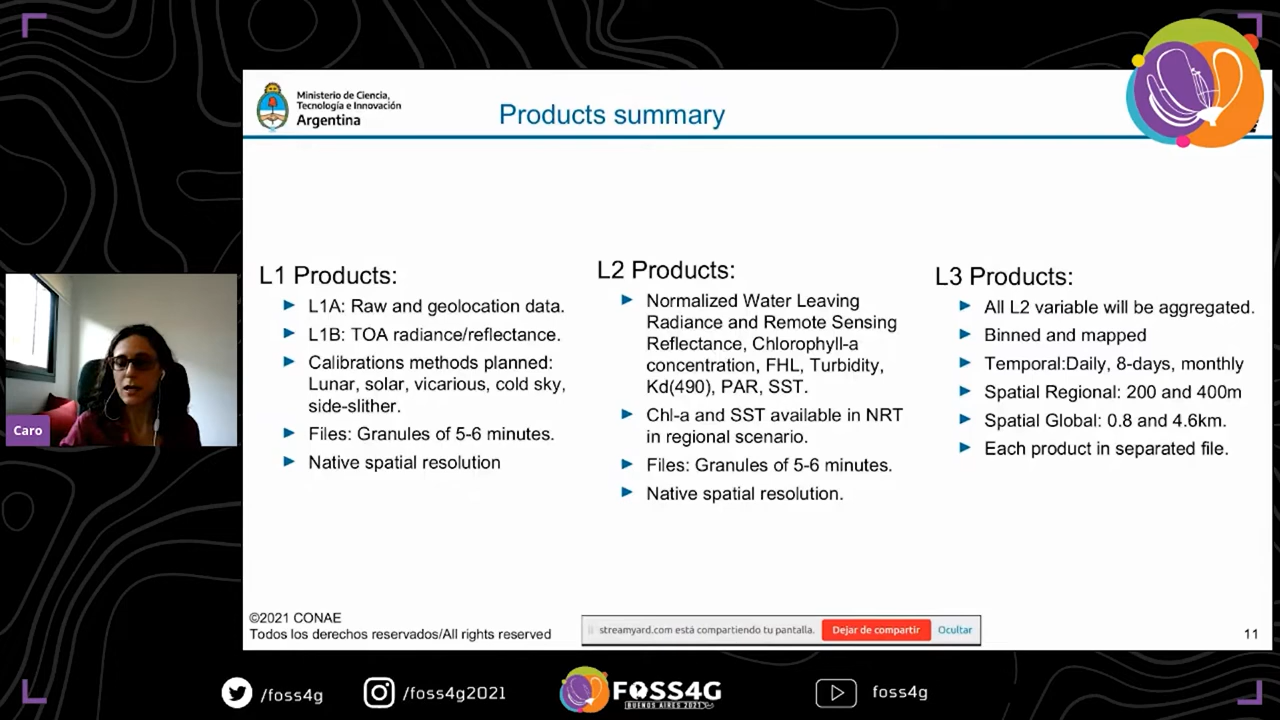 Ministerio de Ciencia,
Tecnología e Innovación
Argentina
Products summary
L1 Products:
L1A: Raw and geolocation data.
L1B: TOA radiance/reflectance.
Calibrations methods planned:
Lunar, solar, vicarious, cold sky,
side-slither.
Files: Granules of 5-6 minutes.
Native spatial resolution
L2 Products:
Normalized Water Leaving
Radiance and Remote Sensing
Reflectance, Chlorophyll-a
concentration, FHL, Turbidity,
Kd(490), PAR, SST.
Chl-a and SST available in NRT
in regional scenario.
Files: Granules of 5-6 minutes.
Native spatial resolution.
L3 Products:
All L2 variable will be aggregated.
Binned and mapped
Temporal:Daily, 8-days, monthly
Spatial Regional: 200 and 400m
Spatial Global: 0.8 and 4.6km.
Each product in separated file.
Caro
©2021 CONAE
Todos los derechos reservados/All rights reserved
streamyard.com está compartiendo tu pantalla.
Dejar de compartir
Ocultar
11
/foss4g
/foss4g2021
FOSS4G
BUENOS AIRES 2021
foss4g